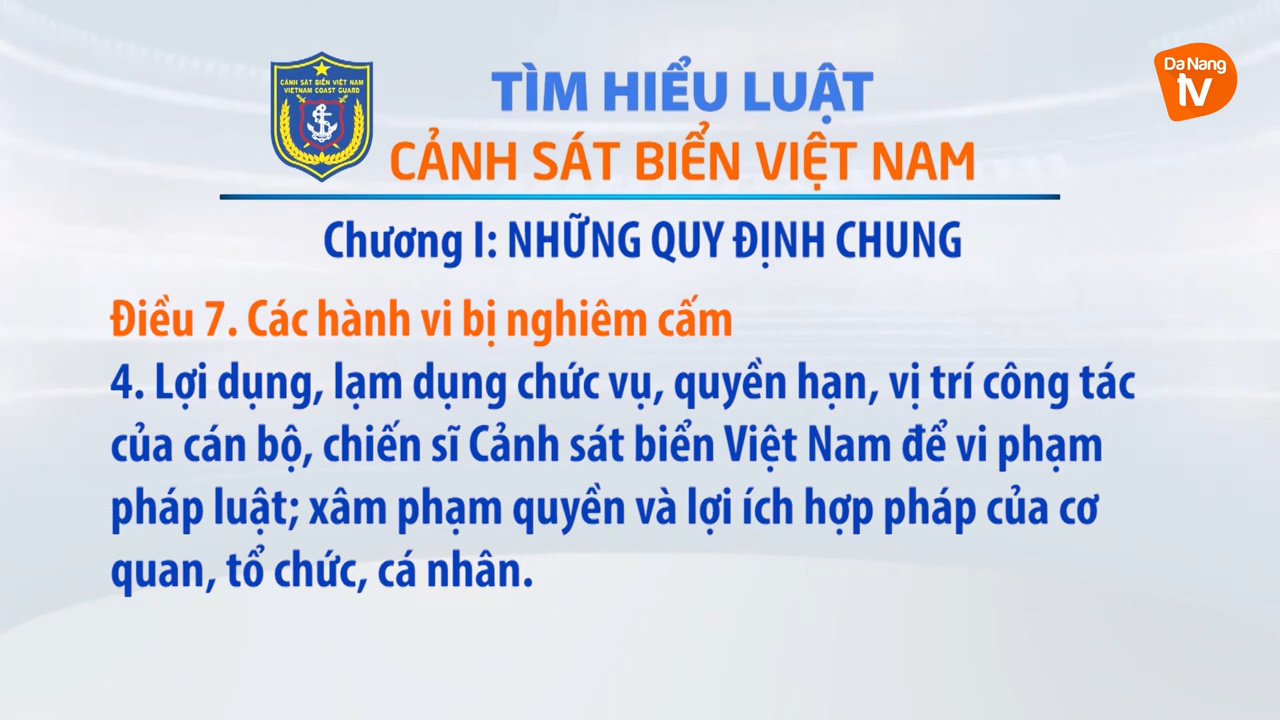 CẢNH SÁT BIỂN VIỆT NAM
VIETNAM COAST GUARD
TÌM HIỂU LUẬT
CẢNH SÁT BIỂN VIỆT NAM
Da Nang
tv
Chương I: NHỮNG QUY ĐỊNH CHUNG
Điều 7. Các hành vi bị nghiêm cấm
4. Lợi dụng, lạm dụng chức vụ, quyền hạn, vị trí công tác
của cán bộ, chiến sĩ Cảnh sát biển Việt Nam để vi phạm
pháp luật; xâm phạm quyền và lợi ích hợp pháp của cơ
quan, tổ chức, cá nhân.